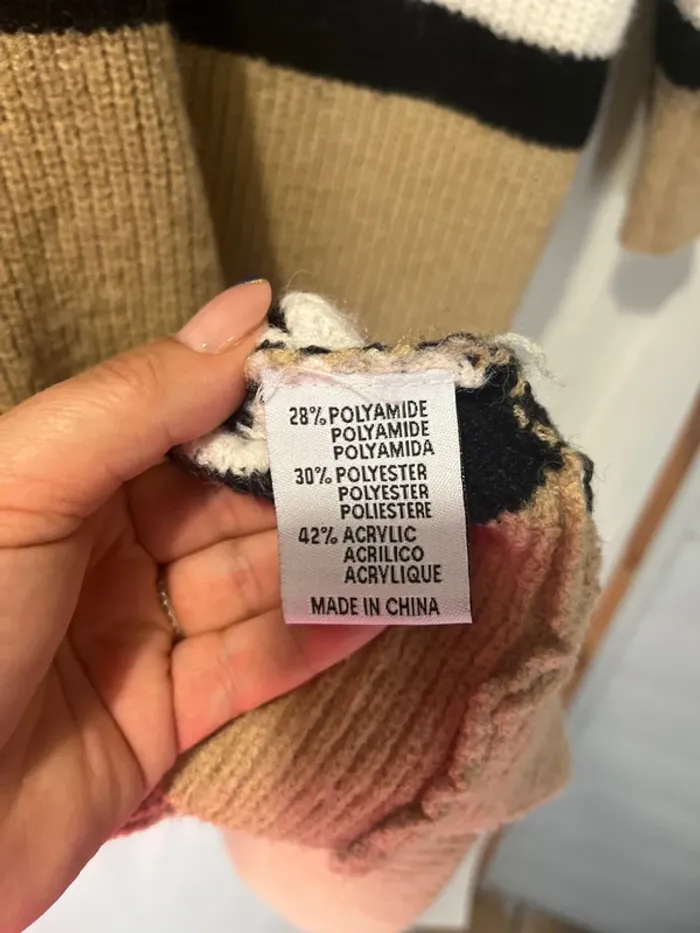 28% POLYAMIDE
POLYAMIDE
POLYAMIDA
30% POLYESTER
POLYESTER
POLIESTERE
42% ACRYLIC
ACRILICO
ACRYLIQUE
MADE IN CHINA